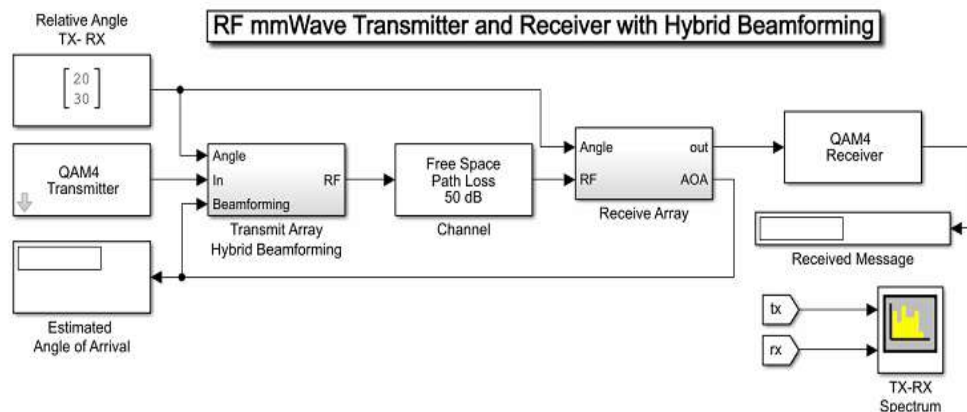 RF mmWave Transmitter and Receiver with Hybrid Beamforming
Relative Angle
TX- RX
20
30
QAM4
Transmitter
Angle
In
Beamforming
RF
Transmit Array
Hybrid Beamforming
Free Space
Path Loss
50 dB
Channel
Angle
RF
out
AOA
Receive Array
QAM4
Receiver
Received Message
Estimated
Angle of Arrival
tx
rx
TX-RX
Spectrum